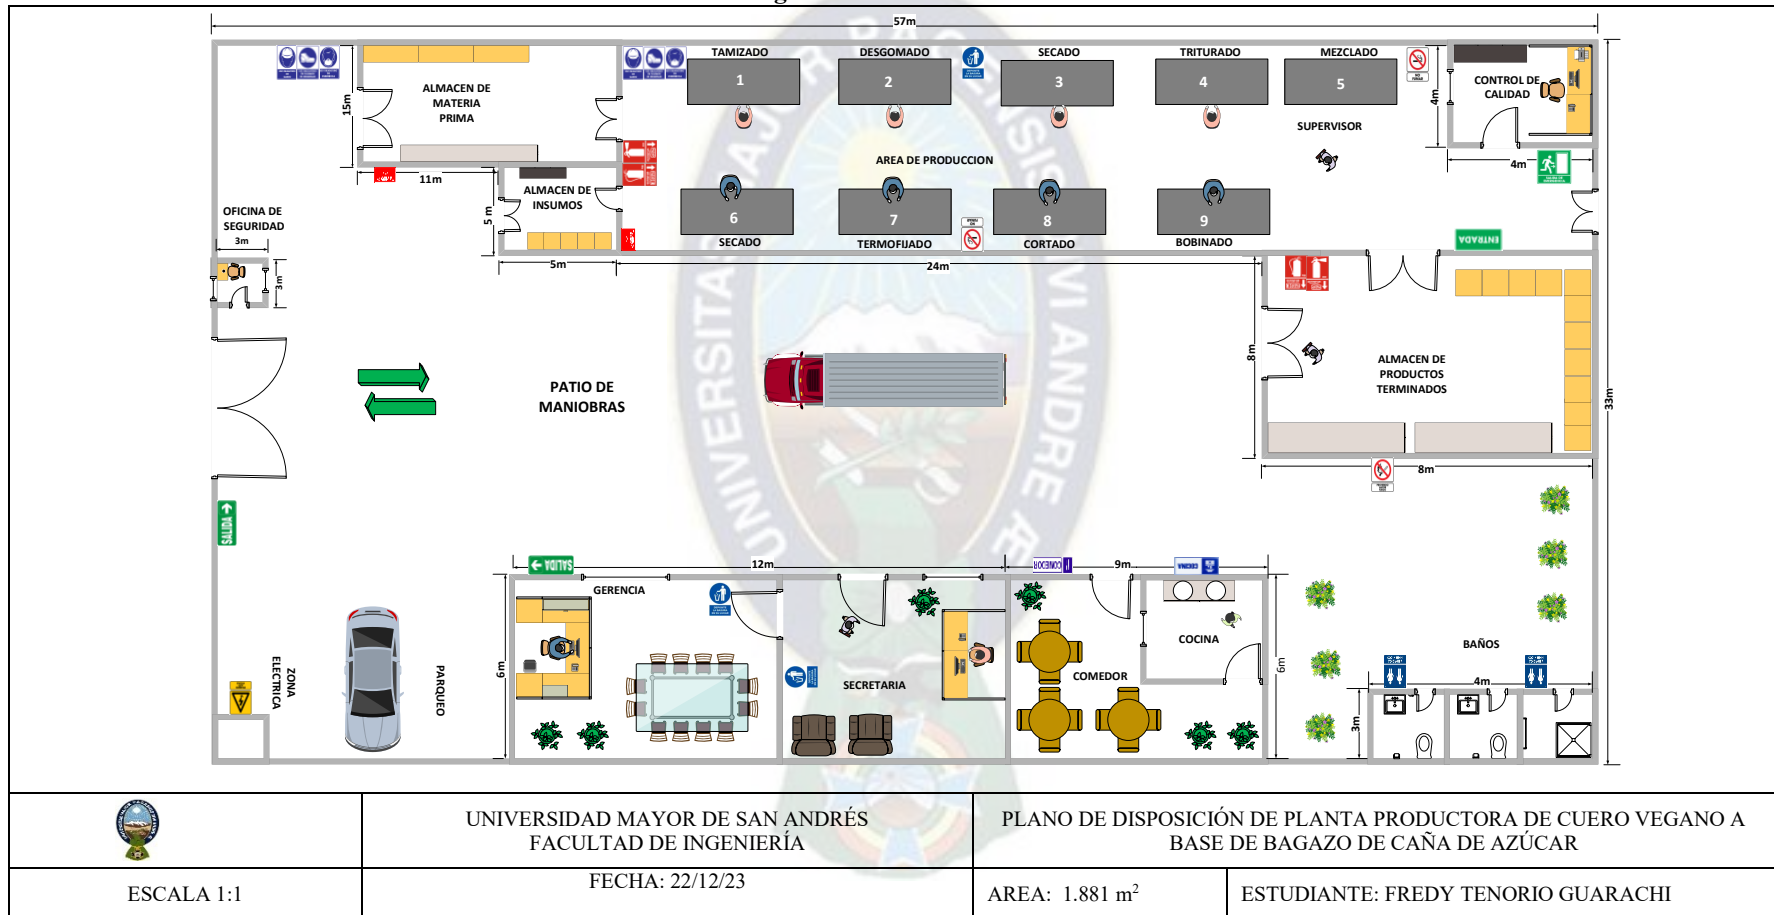 57m
TAMIZADO
DESGOMADO
SECADO
TRITURADO
MEZCLADO
1
2
3
4
5
ALMACEN DE
MATERIA
PRIMA
15m
CONTROL DE
CALIDAD
4m
4m
SUPERVISOR
AREA DE PRODUCCION
11m
ALMACEN DE
INSUMOS
5 m
5m
6
7
8
9
SECADO
TERMOFIJADO
CORTADO
BOBINADO
ENTRADA
OFICINA DE
SEGURIDAD
3m
3m
24m
8m
ALMACEN DE
PRODUCTOS
TERMINADOS
33m
8m
PATIO DE
MANIOBRAS
SALIDA
SALIDA
12m
COMEDOR
9m
COCINA
GERENCIA
6m
SECRETARIA
COMEDOR
COCINA
6m
BAÑOS
4m
3m
ZONA
ELECTRICA
PARQUEO
UNIVERSIDAD MAYOR DE SAN ANDRÉS
FACULTAD DE INGENIERÍA
PLANO DE DISPOSICIÓN DE PLANTA PRODUCTORA DE CUERO VEGANO A
BASE DE BAGAZO DE CAÑA DE AZÚCAR
ESCALA 1:1
FECHA: 22/12/23
AREA: 1.881 m²
ESTUDIANTE: FREDY TENORIO GUARACHI